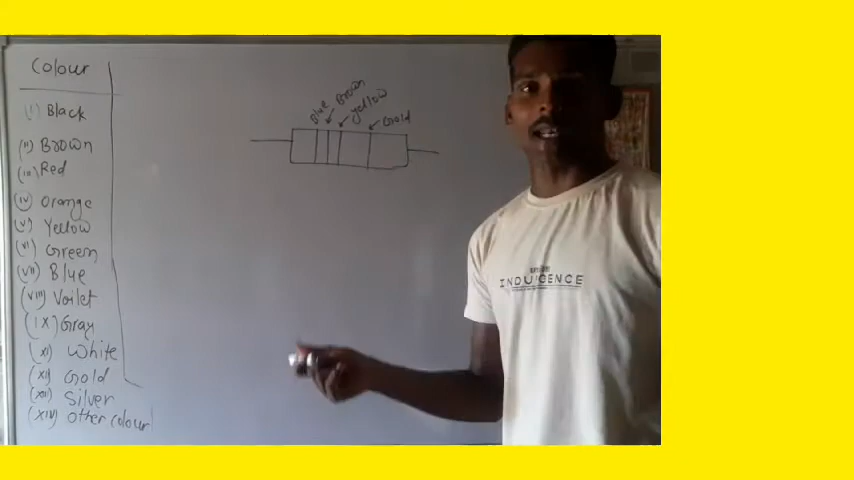 Colour
(i) Black
(ii) Brown
(iii) Red
(iv) Orange
(v) Yellow
(vi) Green
(vii) Blue
(viii) Voilet
(IX) Gray
(xi) White
(xii) Gold
(xiii) Silver
(xiv) other colour
Blue
Brown
yellow
Gold